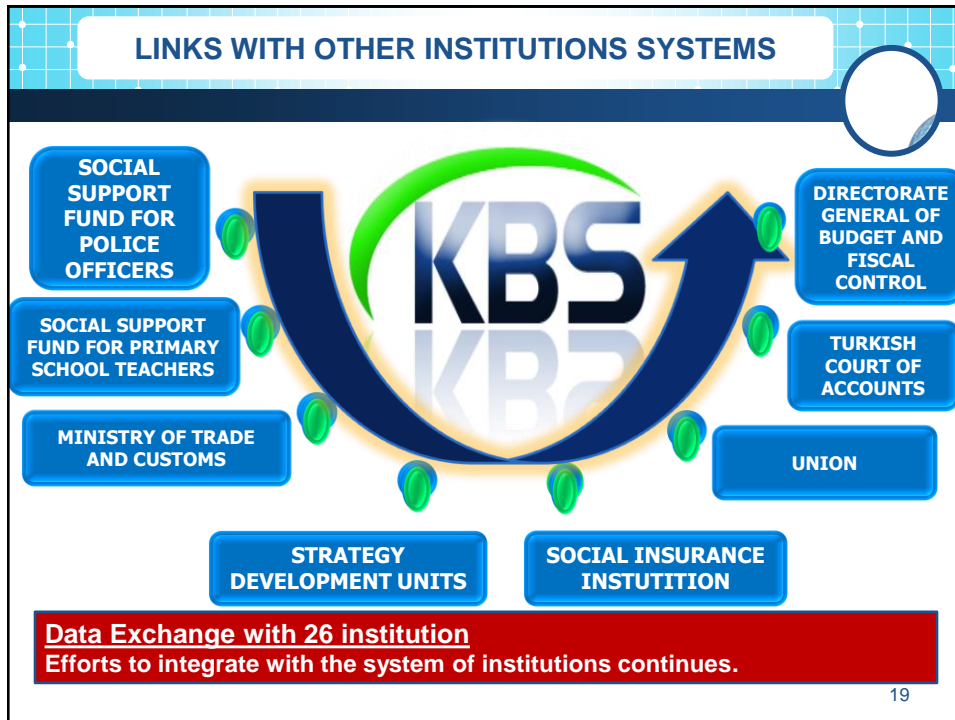 LINKS WITH OTHER INSTITUTIONS SYSTEMS
SOCIAL
SUPPORT
FUND FOR
POLICE
OFFICERS
SOCIAL SUPPORT
FUND FOR PRIMARY
SCHOOL TEACHERS
MINISTRY OF TRADE
AND CUSTOMS
STRATEGY
DEVELOPMENT UNITS
KBS
SOCIAL INSURANCE
INSTUTITION
UNION
TURKISH
COURT OF
ACCOUNTS
DIRECTORATE
GENERAL OF
BUDGET AND
FISCAL
CONTROL
Data Exchange with 26 institution
Efforts to integrate with the system of institutions continues.
19